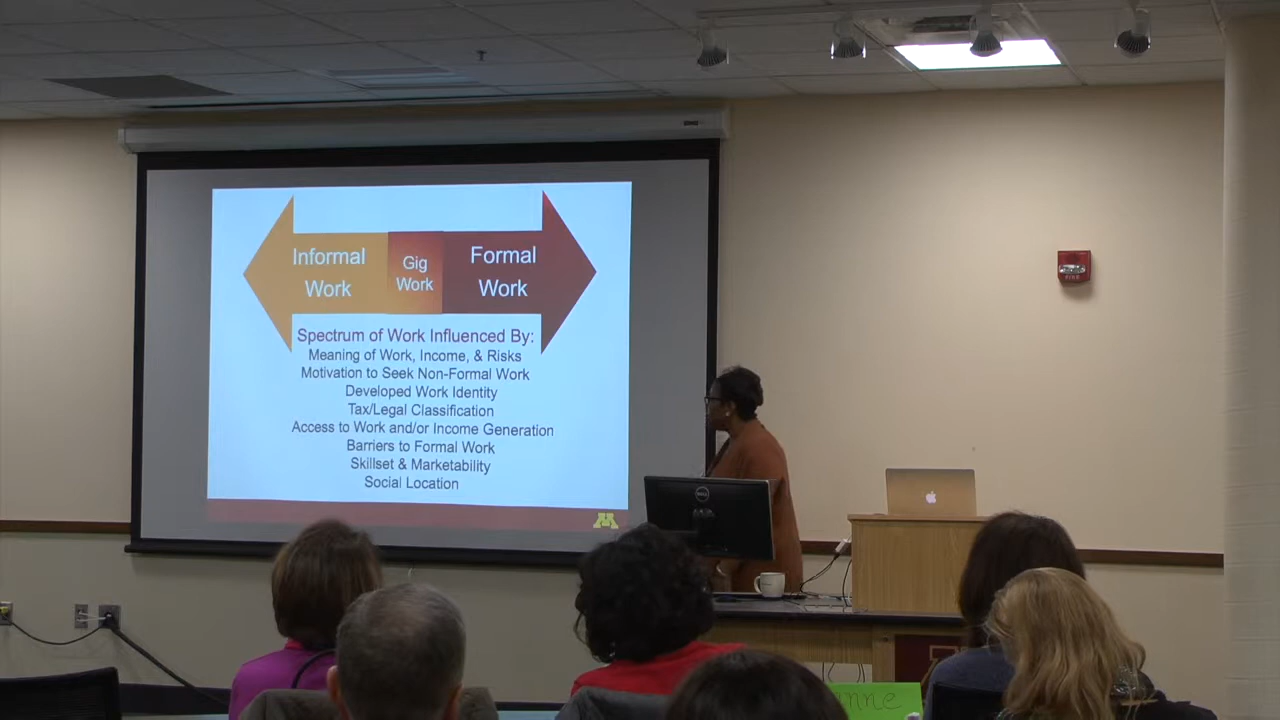 Informal
Work
Gig
Work
Formal
Work
Spectrum of Work Influenced By:
Meaning of Work, Income, & Risks
Motivation to Seek Non-Formal Work
Developed Work Identity
Tax/Legal Classification
Access to Work and/or Income Generation
Barriers to Formal Work
Skillset & Marketability
Social Location
M
FIRE
DELL